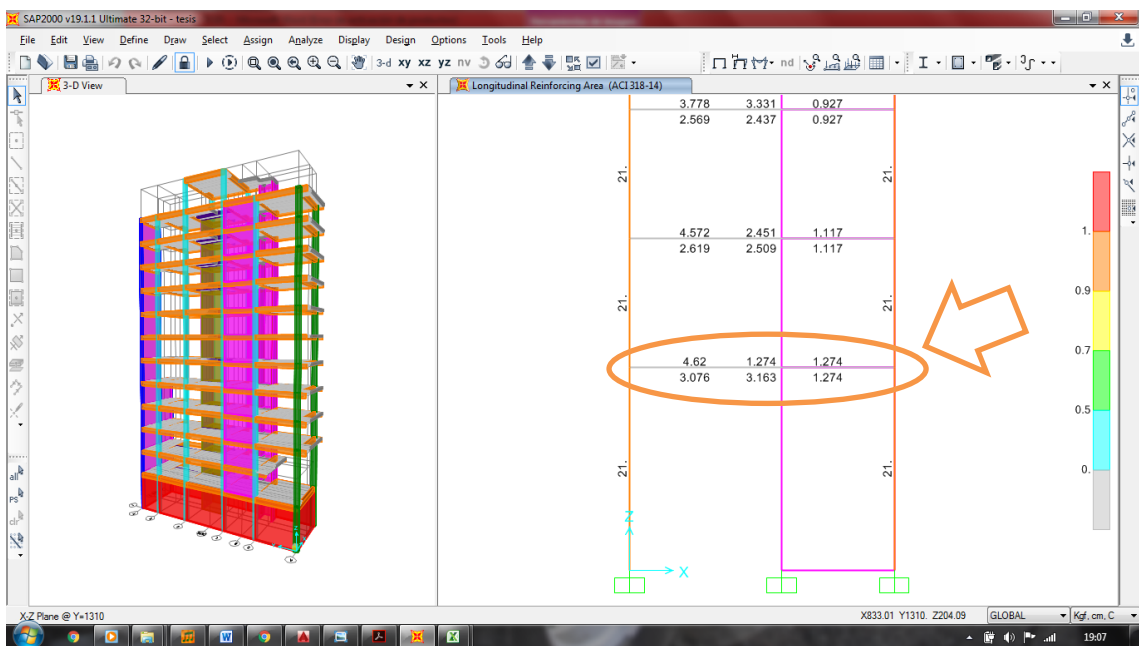 SAP2000 v19.1.1 Ultimate 32-bit - tesis
File Edit View Define Draw Select Assign Analyze Display Design Options Tools Help
3-d xy xz yz nv
nd
3-D View
Longitudinal Reinforcing Area (ACI 318-14)
3.778 3.331 0.927
2.569 2.437 0.927
21. 21.
4.572 2.451 1.117
2.619 2.509 1.117
21. 21.
4.62 1.274 1.274
3.076 3.163 1.274
21. 21.
Z
X
1.
0.9
0.7
0.5
0.
all
PS
clr
Z
X-Z Plane @ Y=1310
X833.01 Y1310. Z204.09
GLOBAL
Kgf, cm, C
19:07